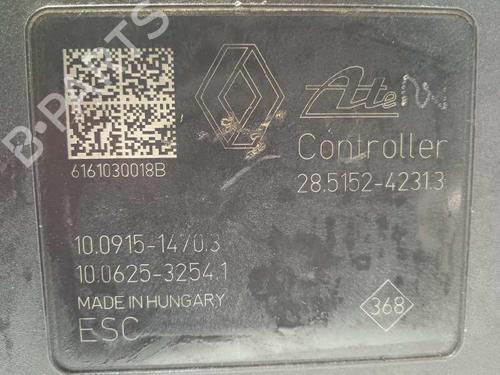 Ate
Controller
6161030018B
28.5152-4231.3
10.0915-1470.3
10.0625-3254.1
MADE IN HUNGARY
ESC
368
B-PARTS